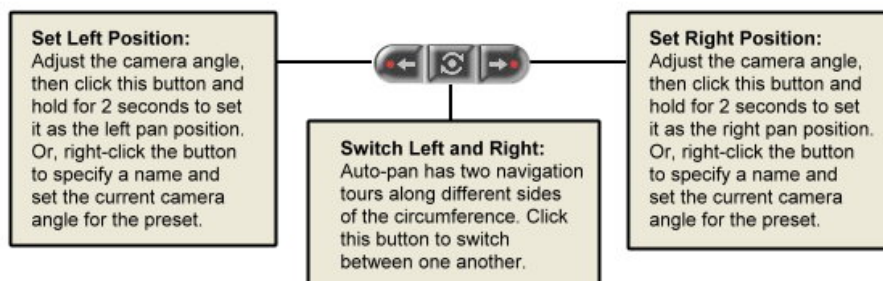 Set Left Position:
Adjust the camera angle,
then click this button and
hold for 2 seconds to set
it as the left pan position.
Or, right-click the button
to specify a name and
set the current camera
angle for the preset.
Switch Left and Right:
Auto-pan has two navigation
tours along different sides
of the circumference. Click
this button to switch
between one another.
Set Right Position:
Adjust the camera angle,
then click this button and
hold for 2 seconds to set
it as the right pan position.
Or, right-click the button
to specify a name and
set the current camera
angle for the preset.